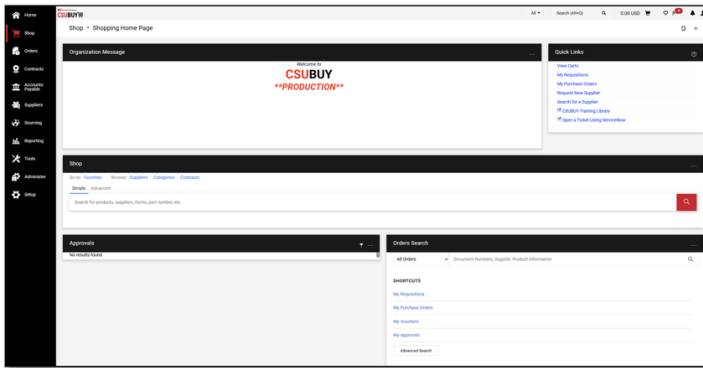 Home
Shop
Orders
Contracts
Accounts
Payable
Suppliers
Sourcing
Reporting
Tools
Administer
Setup
CSUBUY
All
Search (Alt+Q)
0.00 USD
Shop • Shopping Home Page
Organization Message
...
Welcome to
CSUBUY
**PRODUCTION**
Quick Links
View Carts
My Requisitions
My Purchase Orders
Request New Supplier
Search for a Supplier
CSUBUY Training Library
Open a Ticket Using ServiceNow
Shop
...
Go to: Favorites Browse: Suppliers | Categories | Contracts
Simple Advanced
Search for products, suppliers, forms, part number, etc.
Approvals
...
No results found
Orders Search
...
All Orders
Document Numbers, Supplier, Product Information
SHORTCUTS
My Requisitions
My Purchase Orders
My Vouchers
My Approvals
Advanced Search